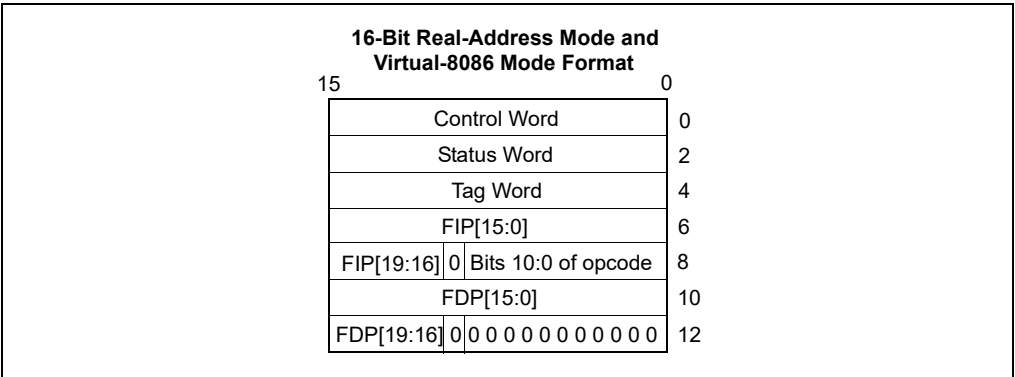 16-Bit Real-Address Mode and
Virtual-8086 Mode Format
15 0
Control Word 0
Status Word 2
Tag Word 4
FIP[15:0] 6
FIP[19:16] 0 Bits 10:0 of opcode 8
FDP[15:0] 10
FDP[19:16] 0 0 0 0 0 0 0 0 0 0 0 0 12